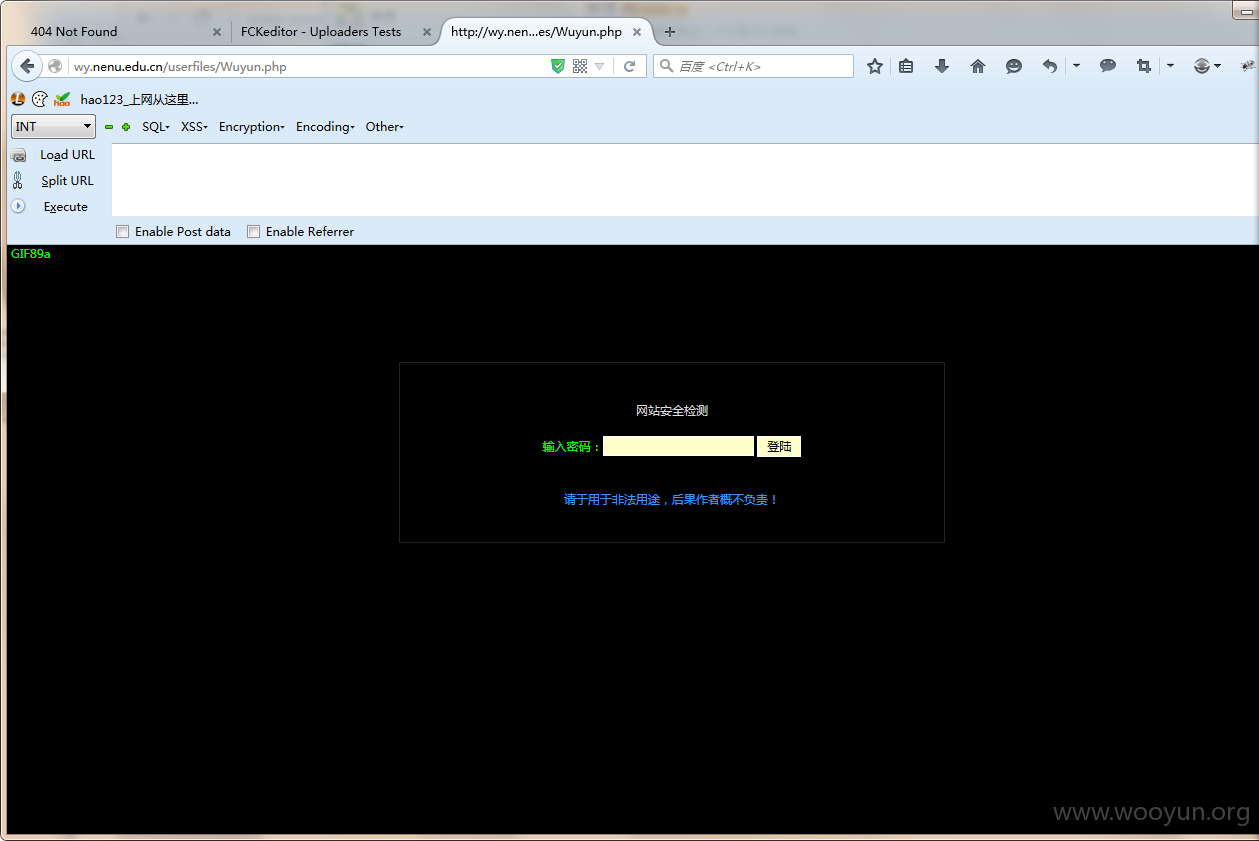 404 Not Found
FCKeditor - Uploaders Tests
http://wy.nen...es/Wuyun.php
wy.nenu.edu.cn/userfiles/Wuyun.php
百度 <Ctrl+K>
hao123_上网从这里...
INT
SQL
XSS
Encryption
Encoding
Other
Load URL
Split URL
Execute
Enable Post data
Enable Referrer
GIF89a
网站安全检测
输入密码：
登陆
请于用于非法用途，后果作者概不负责！
www.wooyun.org